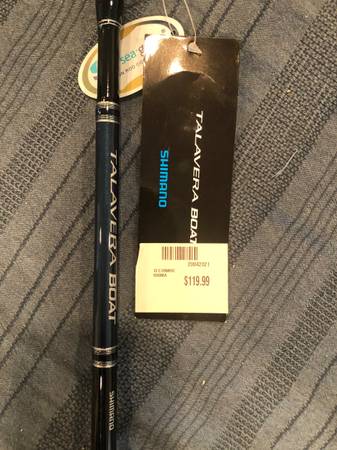 sea
TALAVERA BOAT
SHIMANO
SHIMANO
TALAVERA BOAT
$119.99